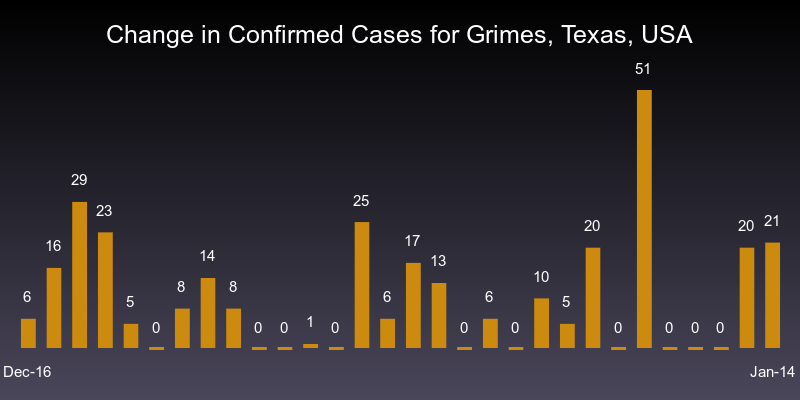 Change in Confirmed Cases for Grimes, Texas, USA
6 16 29 23 5 0 8 14 8 0 0 1 0 25 6 17 13 0 6 0 10 5 20 0 51 0 0 0 20 21
Dec-16 Jan-14